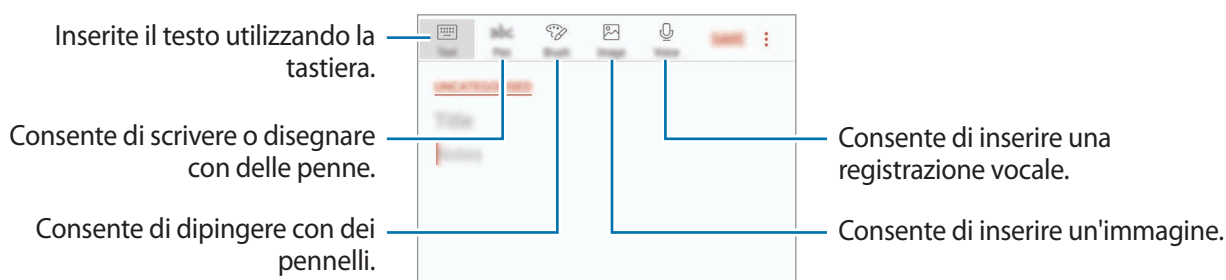 Inserite il testo utilizzando la
tastiera.
Consente di scrivere o disegnare
con delle penne.
Consente di dipingere con dei
pennelli.
abc
Text
Pen
Brush
Image
Voice
SAVE
UNCATEGORISED
Title
Notes
Consente di inserire una
registrazione vocale.
Consente di inserire un'immagine.